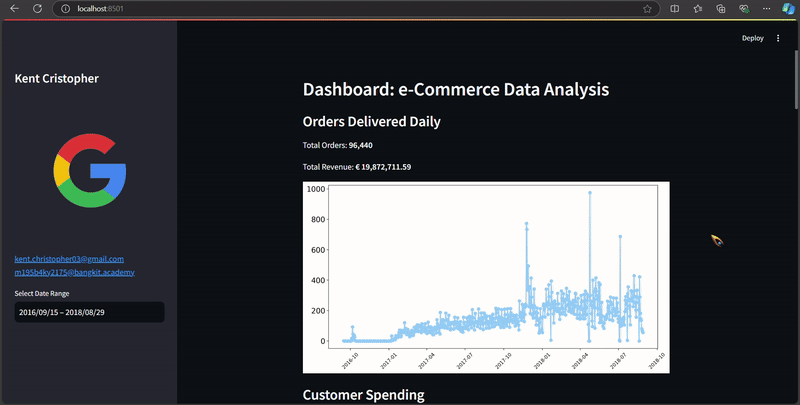 localhost:8501
Deploy
Kent Cristopher
kent.christopher03@gmail.com
m195b4ky2175@bangkit.academy
Select Date Range
2016/09/15 – 2018/08/29
Dashboard: e-Commerce Data Analysis
Orders Delivered Daily
Total Orders: 96,440
Total Revenue: € 19,872,711.59
1000
800
600
400
200
0
2016-10
2017-01
2017-04
2017-07
2017-10
2018-01
2018-04
2018-07
2018-10
Customer Spending